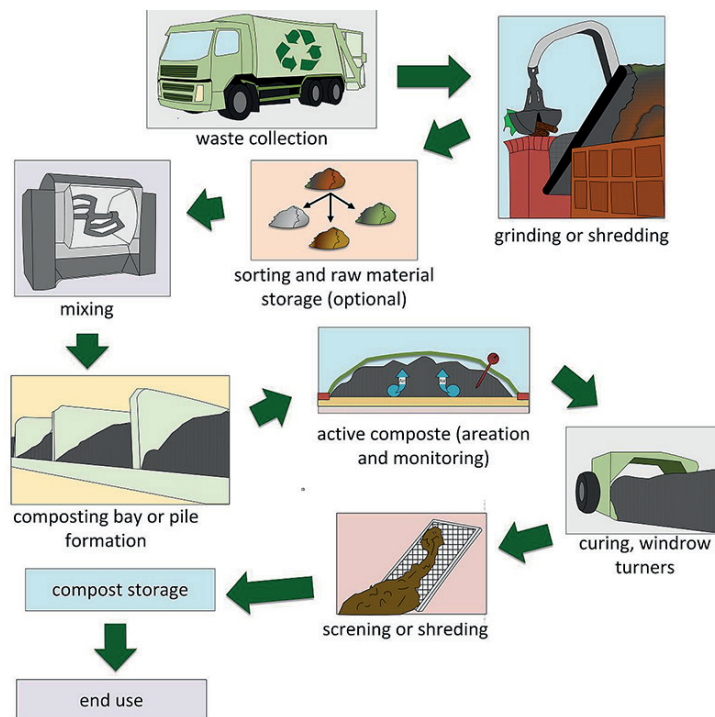 waste collection
grinding or shredding
sorting and raw material
storage (optional)
mixing
composting bay or pile
formation
active composte (areation
and monitoring)
curing, windrow
turners
screning or shreding
compost storage
end use